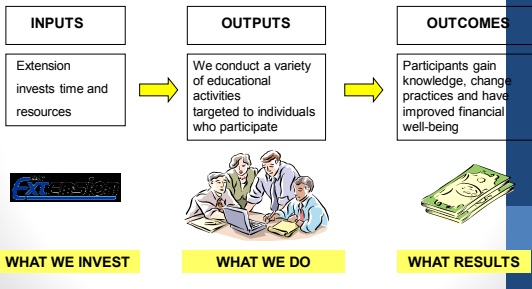 INPUTS
OUTPUTS
OUTCOMES
Extension
invests time and
resources
We conduct a variety
of educational
activities
targeted to individuals
who participate
Participants gain
knowledge, change
practices and have
improved financial
well-being
Extension
WHAT WE INVEST
WHAT WE DO
WHAT RESULTS